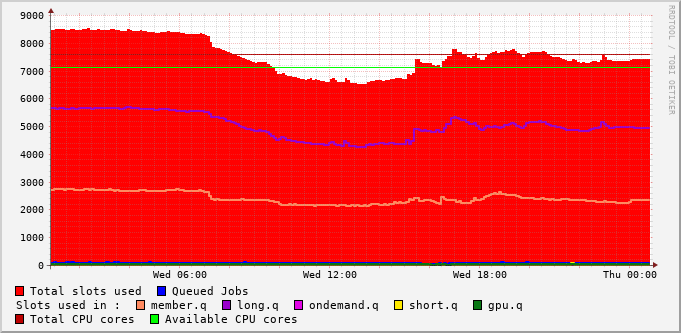 9000
8000
7000
6000
5000
4000
3000
2000
1000
0
Wed 06:00 Wed 12:00 Wed 18:00 Thu 00:00
Total slots used Queued Jobs
Slots used in : member.q long.q ondemand.q short.q gpu.q
Total CPU cores Available CPU cores
RRDTOOL / TOBI OETIKER